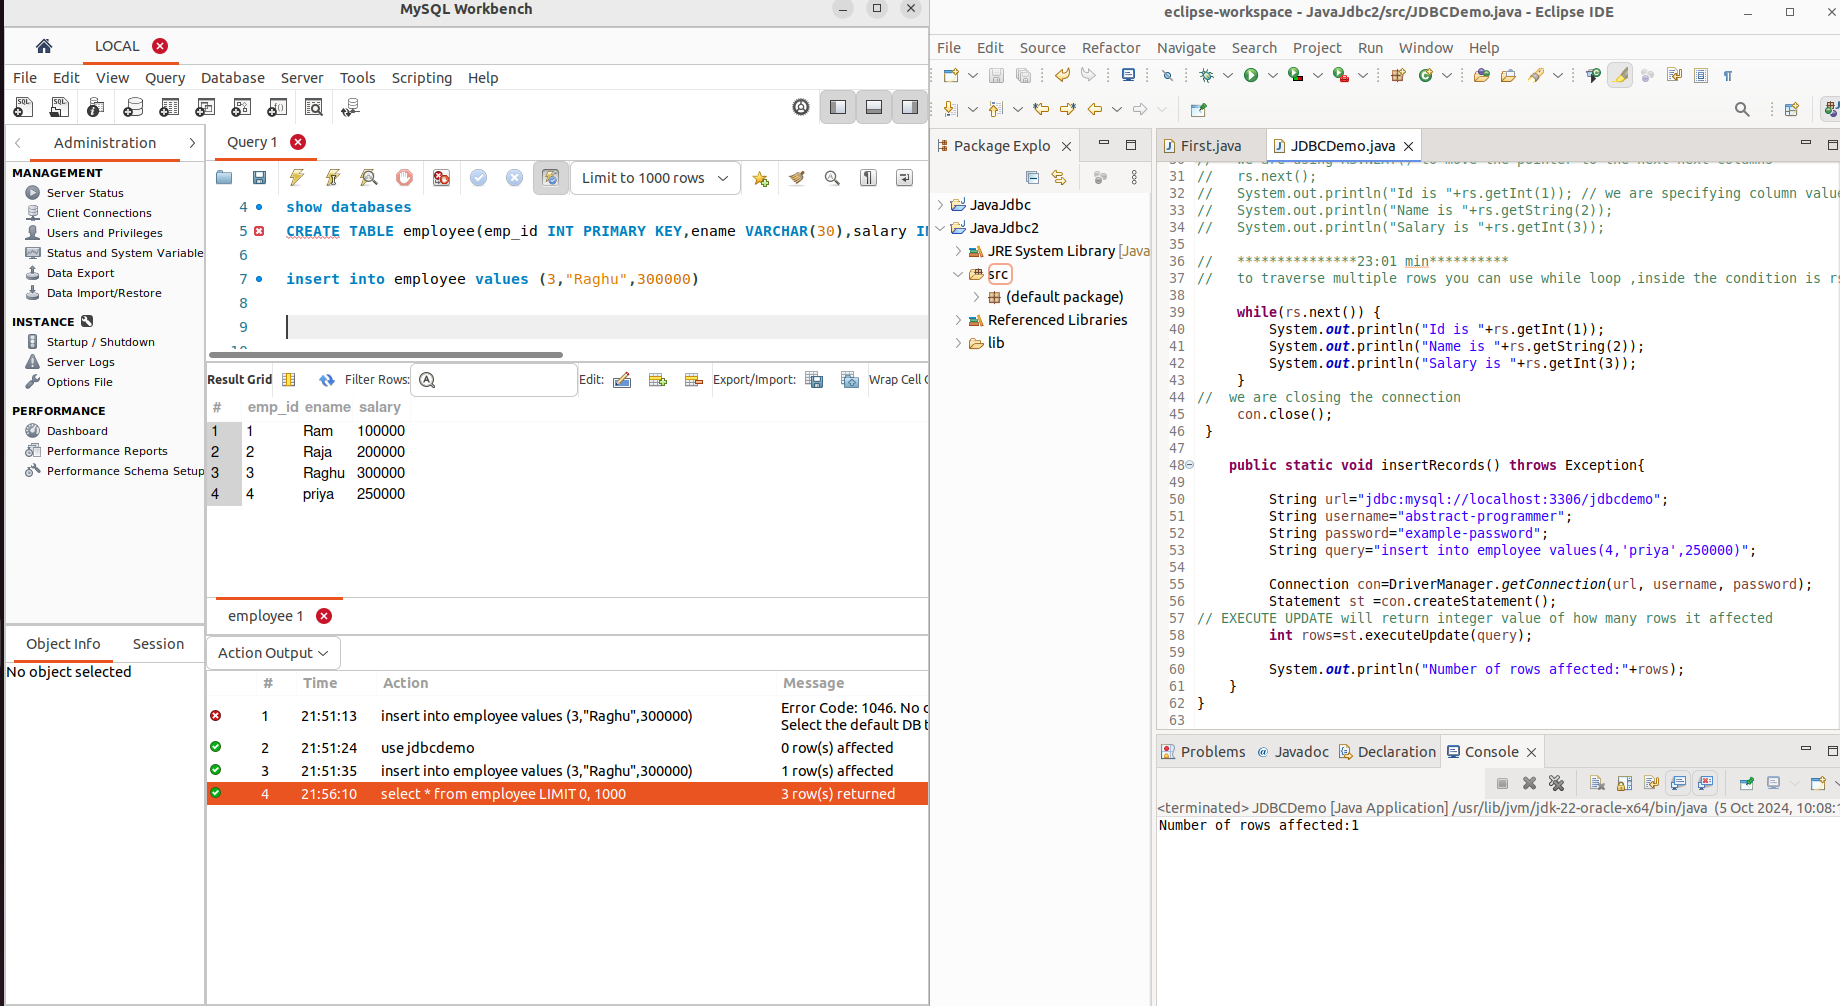 MySQL Workbench
LOCAL
File Edit View Query Database Server Tools Scripting Help
Administration
MANAGEMENT
Server Status
Client Connections
Users and Privileges
Status and System Variable
Data Export
Data Import/Restore
INSTANCE
Startup / Shutdown
Server Logs
Options File
PERFORMANCE
Dashboard
Performance Reports
Performance Schema Setup
Object Info Session
No object selected
Query 1
Limit to 1000 rows
4 show databases
5 CREATE TABLE employee(emp_id INT PRIMARY KEY,ename VARCHAR(30),salary IN
6
7 insert into employee values (3,"Raghu",300000)
8
9
10
Result Grid Filter Rows: Edit: Export/Import: Wrap Cell C
# emp_id ename salary
1 1 Ram 100000
2 2 Raja 200000
3 3 Raghu 300000
4 4 priya 250000
employee 1
Action Output
# Time Action Message
1 21:51:13 insert into employee values (3,"Raghu",300000) Error Code: 1046. No
Select the default DB
2 21:51:24 use jdbcdemo 0 row(s) affected
3 21:51:35 insert into employee values (3,"Raghu",300000) 1 row(s) affected
4 21:56:10 select * from employee LIMIT 0, 1000 3 row(s) returned
eclipse-workspace - JavaJdbc2/src/JDBCDemo.java - Eclipse IDE
File Edit Source Refactor Navigate Search Project Run Window Help
Package Explo
JavaJdbc
JavaJdbc2
JRE System Library [Java
src
(default package)
Referenced Libraries
lib
First.java JDBCDemo.java
30 // we are using RS.NEXT() to move the pointer to the next next columns
31 // rs.next();
32 // System.out.println("Id is "+rs.getInt(1)); // we are specifying column valu
33 // System.out.println("Name is "+rs.getString(2));
34 // System.out.println("Salary is "+rs.getInt(3));
35
36 // ***************23:01 min**********
37 // to traverse multiple rows you can use while loop ,inside the condition is rs
38
39 while(rs.next()) {
40 System.out.println("Id is "+rs.getInt(1));
41 System.out.println("Name is "+rs.getString(2));
42 System.out.println("Salary is "+rs.getInt(3));
43 }
44 // we are closing the connection
45 con.close();
46 }
47
48 public static void insertRecords() throws Exception{
49
50 String url="jdbc:mysql://localhost:3306/jdbcdemo";
51 String username="abstract-programmer";
52 String password="example-password";
53 String query="insert into employee values(4,'priya',250000)";
54
55 Connection con=DriverManager.getConnection(url, username, password);
56 Statement st =con.createStatement();
57 // EXECUTE UPDATE will return integer value of how many rows it affected
58 int rows=st.executeUpdate(query);
59
60 System.out.println("Number of rows affected:"+rows);
61 }
62 }
63
Problems Javadoc Declaration Console
<terminated> JDBCDemo [Java Application] /usr/lib/jvm/jdk-22-oracle-x64/bin/java (5 Oct 2024, 10:08:1
Number of rows affected:1